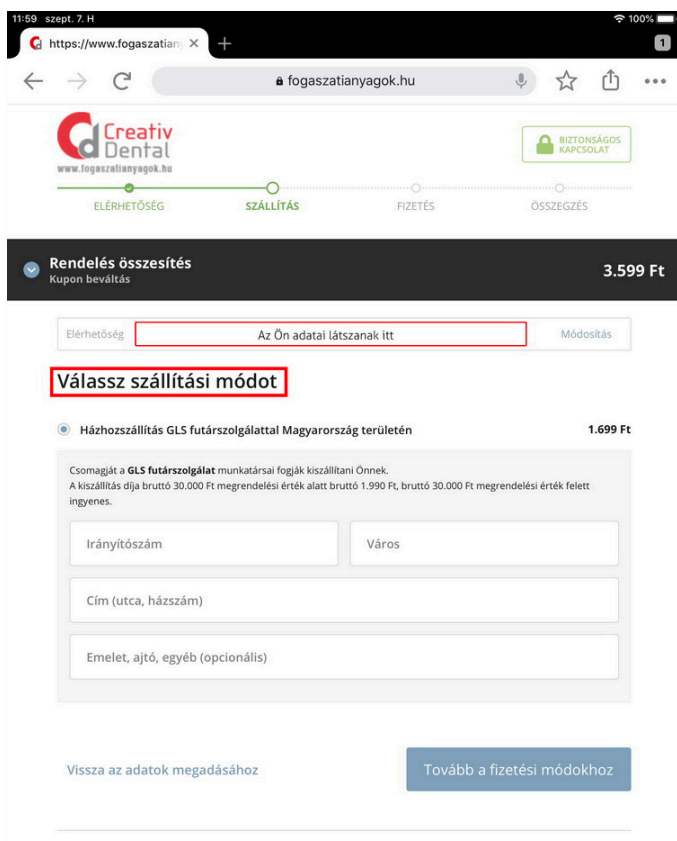 11:59 szept. 7. H
100%
https://www.fogaszatian
1
fogaszatianyagok.hu
Creativ
Dental
www.fogaszatianyagok.hu
BIZTONSÁGOS
KAPCSOLAT
ELÉRHETŐSÉG SZÁLLÍTÁS FIZETÉS ÖSSZEGZÉS
Rendelés összesítés
Kupon beváltás
3.599 Ft
Elérhetőség Az Ön adatai látszanak itt Módosítás
Válassz szállítási módot
Házhozszállítás GLS futárszolgálattal Magyarország területén 1.699 Ft
Csomagját a GLS futárszolgálat munkatársai fogják kiszállítani Önnek.
A kiszállítás díja bruttó 30.000 Ft megrendelési érték alatt bruttó 1.990 Ft, bruttó 30.000 Ft megrendelési érték felett
ingyenes.
Irányítószám Város
Cím (utca, házszám)
Emelet, ajtó, egyéb (opcionális)
Vissza az adatok megadásához Tovább a fizetési módokhoz